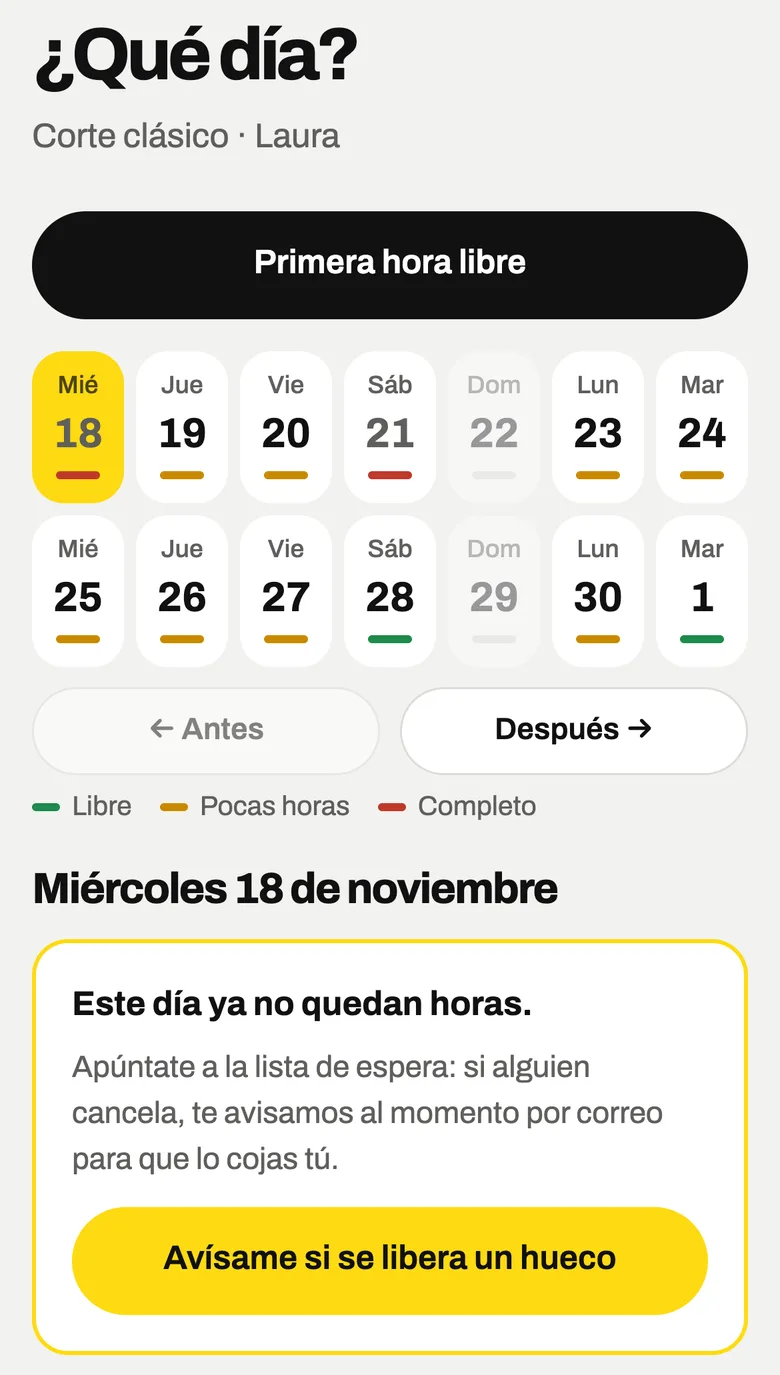 ¿Qué día?
Corte clásico · Laura
Primera hora libre
Mié Jue Vie Sáb Dom Lun Mar
18 19 20 21 22 23 24
Mié Jue Vie Sáb Dom Lun Mar
25 26 27 28 29 30 1
← Antes Después →
Libre Pocas horas Completo
Miércoles 18 de noviembre
Este día ya no quedan horas.
Apúntate a la lista de espera: si alguien
cancela, te avisamos al momento por correo
para que lo cojas tú.
Avísame si se libera un hueco